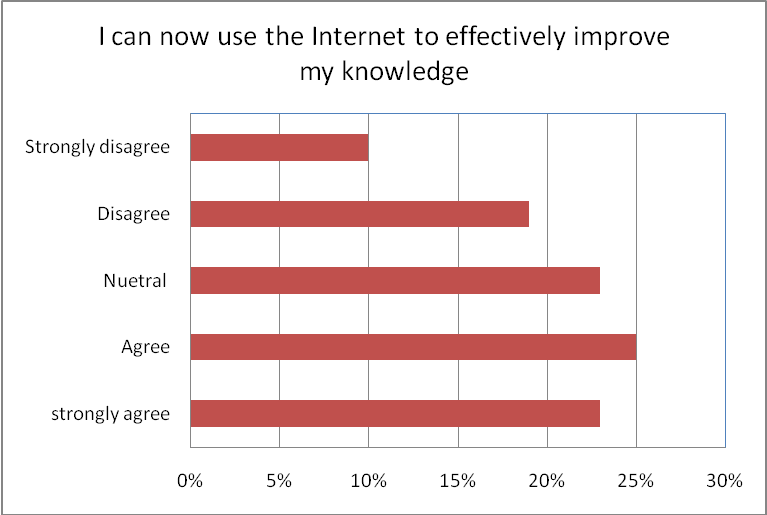 I can now use the Internet to effectively improve
my knowledge
Strongly disagree
Disagree
Nuetral
Agree
strongly agree
0% 5% 10% 15% 20% 25% 30%